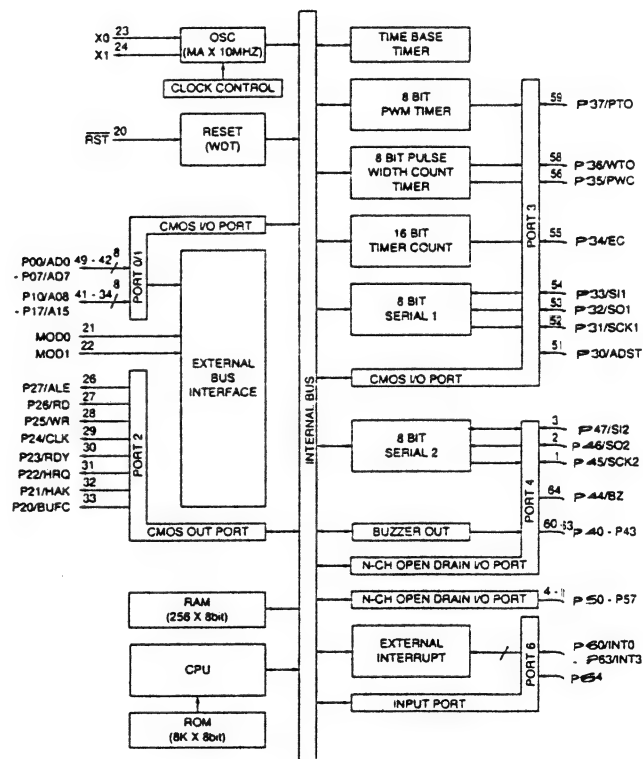 X0 23
X1 24
OSC
(MA X 10MHZ)
CLOCK CONTROL
RST 20
RESET
(WDT)
CMOS I/O PORT
P00/AD0 49 - 42 8
- P07/AD7
P10/A08 41 - 34 8
- P17/A15
PORT 0/1
MOD0 21
MOD1 22
EXTERNAL
BUS
INTERFACE
P27/ALE 26
P26/RD 27
P25/WR 28
P24/CLK 29
P23/RDY 30
P22/HRQ 31
P21/HAK 32
P20/BUFC 33
PORT 2
CMOS OUT PORT
RAM
(256 X 8bit)
CPU
ROM
(8K X 8bit)
INTERNAL BUS
TIME BASE
TIMER
8 BIT
PWM TIMER
8 BIT PULSE
WIDTH COUNT
TIMER
16 BIT
TIMER COUNT
8 BIT
SERIAL 1
CMOS I/O PORT
PORT 3
59 P37/PTO
58 P36/WTO
56 P35/PWC
55 P34/EC
54 P33/SI1
53 P32/SO1
52 P31/SCK1
51 P30/ADST
8 BIT
SERIAL 2
BUZZER OUT
N-CH OPEN DRAIN I/O PORT
PORT 4
3 P47/SI2
2 P46/SO2
1 P45/SCK2
64 P44/BZ
60-63 P40 - P43
N-CH OPEN DRAIN I/O PORT
4 - P50 - P57
EXTERNAL
INTERRUPT
INPUT PORT
PORT 6
P60/INT0
- P63/INT3
P64